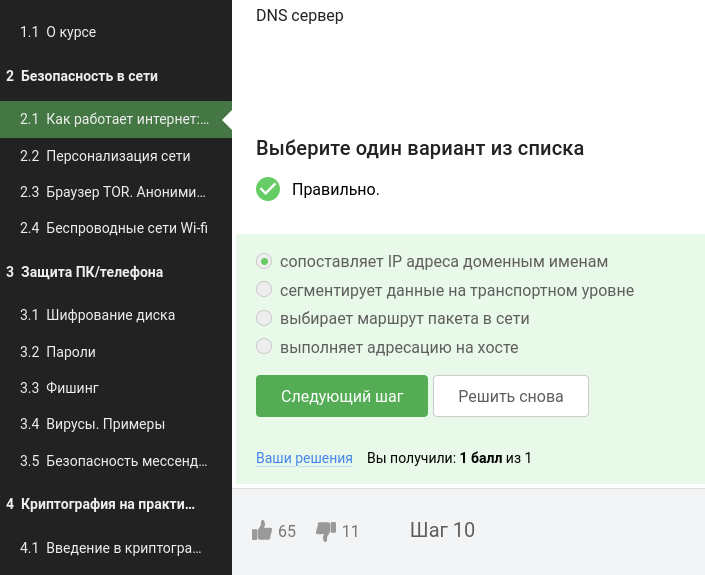 1.1 О курсе
2 Безопасность в сети
2.1 Как работает интернет:...
2.2 Персонализация сети
2.3 Браузер TOR. Аноними...
2.4 Беспроводные сети Wi-fi
3 Защита ПК/телефона
3.1 Шифрование диска
3.2 Пароли
3.3 Фишинг
3.4 Вирусы. Примеры
3.5 Безопасность мессенд...
4 Криптография на практи...
4.1 Введение в криптогра...
DNS сервер
Выберите один вариант из списка
Правильно.
сопоставляет IP адреса доменным именам
сегментирует данные на транспортном уровне
выбирает маршрут пакета в сети
выполняет адресацию на хосте
Следующий шаг Решить снова
Ваши решения Вы получили: 1 балл из 1
65 11 Шаг 10